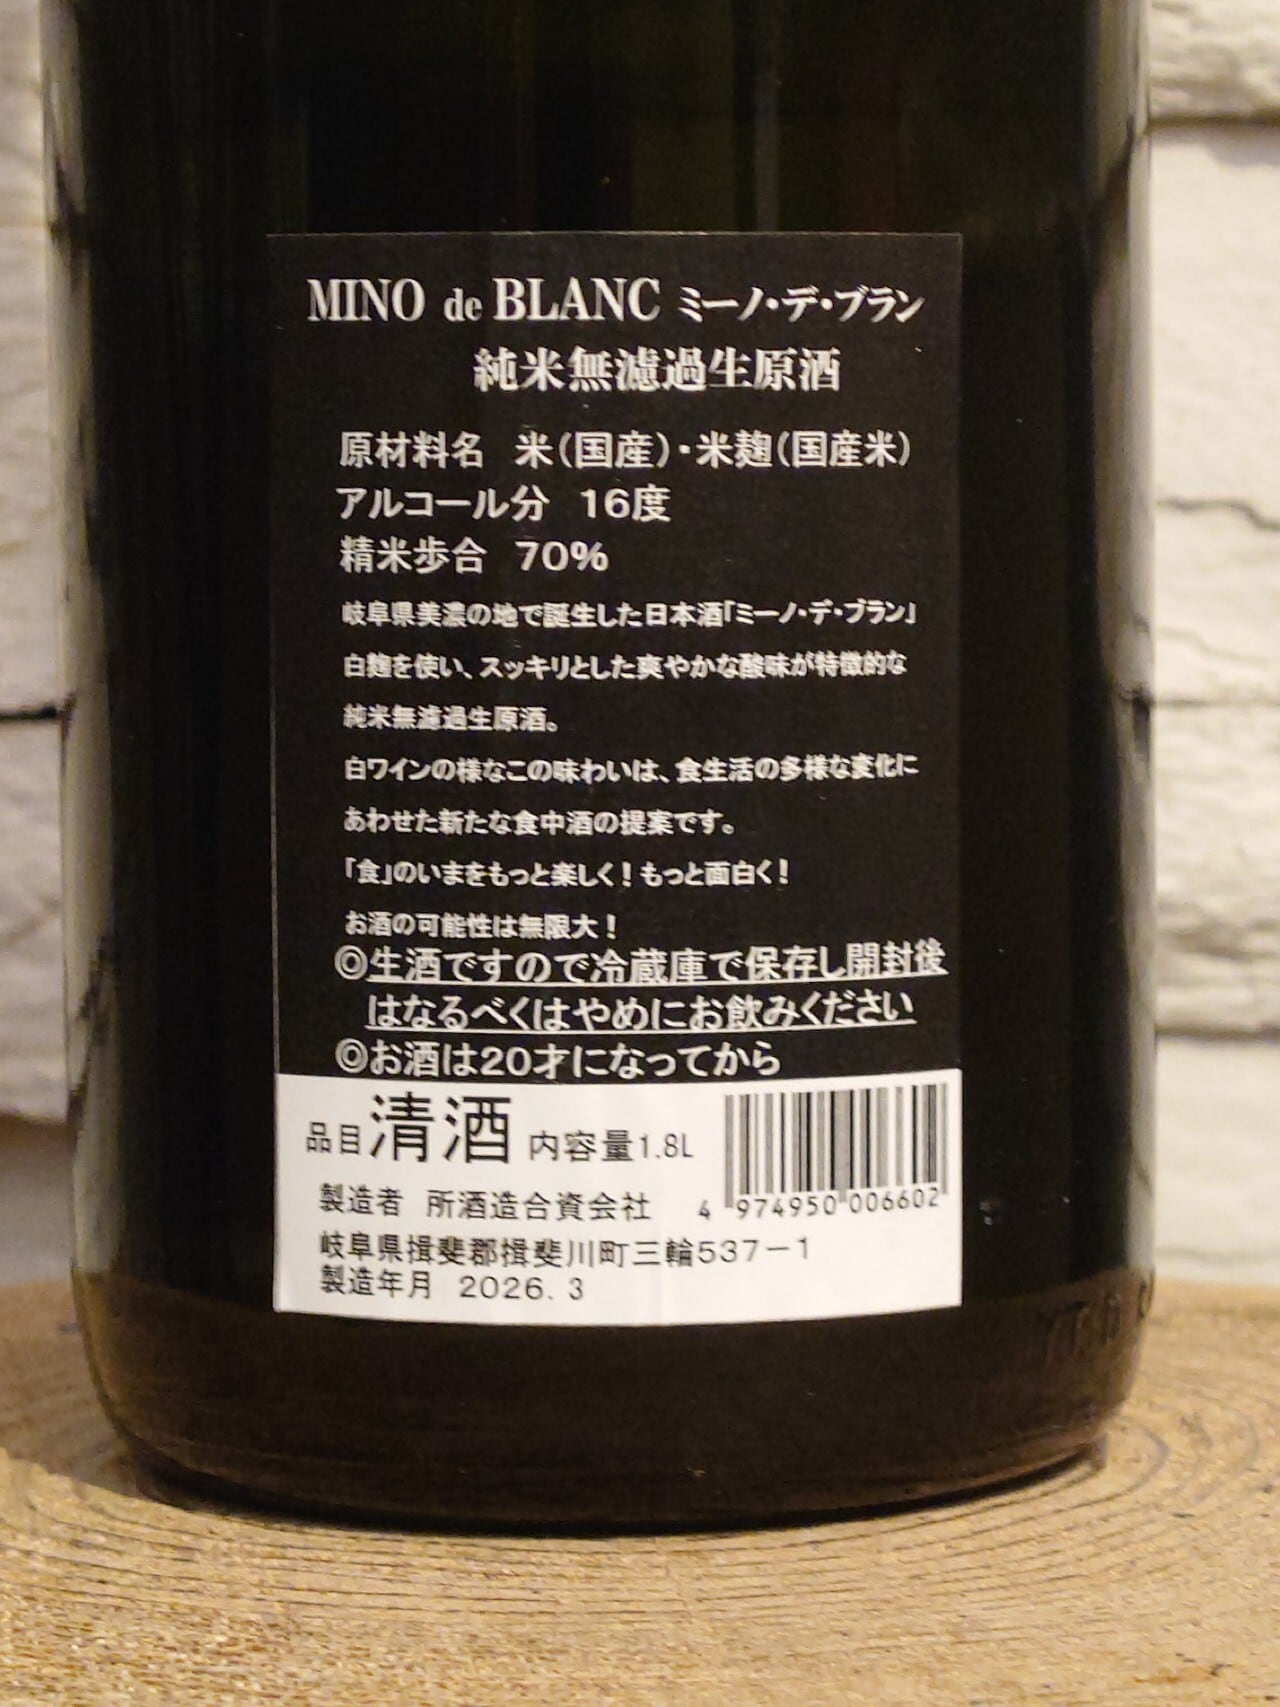 MINO de BLANC ミーノ・デ・ブラン
純米無濾過生原酒
原材料名 米(国産)・米麹(国産米)
アルコール分 16度
精米歩合 70%
岐阜県美濃の地で誕生した日本酒「ミーノ・デ・ブラン」
白麹を使い、スッキリとした爽やかな酸味が特徴的な
純米無濾過生原酒。
白ワインの様なこの味わいは、食生活の多様な変化に
あわせた新たな食中酒の提案です。
「食」のいまをもっと楽しく!もっと面白く!
お酒の可能性は無限大!
◎生酒ですので冷蔵庫で保存し開封後
はなるべくはやめにお飲みください
◎お酒は20才になってから
品目 清酒 内容量1.8L
製造者 所酒造合資会社
4 974950 006602
岐阜県揖斐郡揖斐川町三輪537-1
製造年月 2026.3